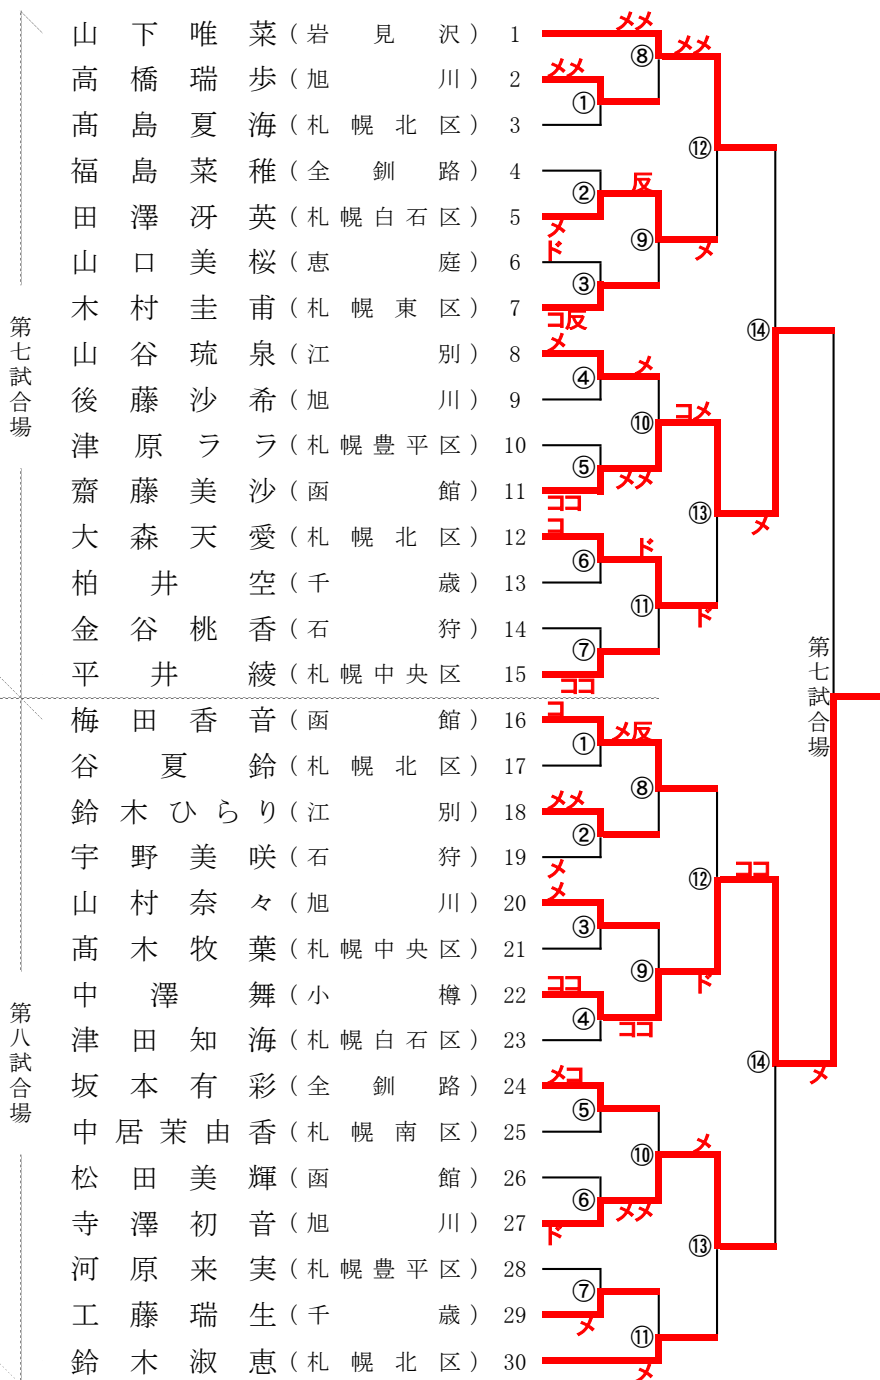 山下唯菜（岩見沢） 1
高橋瑞歩（旭川） 2
髙島夏海（札幌北区） 3
福島菜稚（全釧路） 4
田澤冴英（札幌白石区） 5
山口美桜（恵庭） 6
木村圭甫（札幌東区） 7
山谷琉泉（江別） 8
後藤沙希（旭川） 9
津原ララ（札幌豊平区） 10
齋藤美沙（函館） 11
大森天愛（札幌北区） 12
柏井空（千歳） 13
金谷桃香（石狩） 14
平井綾（札幌中央区 15
第七試合場
梅田香音（函館） 16
谷夏鈴（札幌北区） 17
鈴木ひらり（江別） 18
宇野美咲（石狩） 19
山村奈々（旭川） 20
髙木牧葉（札幌中央区） 21
中澤舞（小樽） 22
津田知海（札幌白石区） 23
坂本有彩（全釧路） 24
中居茉由香（札幌南区） 25
松田美輝（函館） 26
寺澤初音（旭川） 27
河原来実（札幌豊平区） 28
工藤瑞生（千歳） 29
鈴木淑恵（札幌北区） 30
第八試合場
メメ
⑧
メメ
メメ
①
⑫
②
反
メ
ド
⑨
メ
③
コ反
⑭
メ
④
メ
⑩
コメ
⑤
メメ
ココ
⑬
メ
コ
⑥
ド
⑪
ド
⑦
ココ
第七試合場
コ
①
メ反
⑧
メメ
②
メ
⑫
ココ
メ
③
⑨
ド
ココ
④
ココ
⑭
メ
メコ
⑤
⑩
メ
⑥
メメ
ド
⑬
⑦
メ
⑪
メ